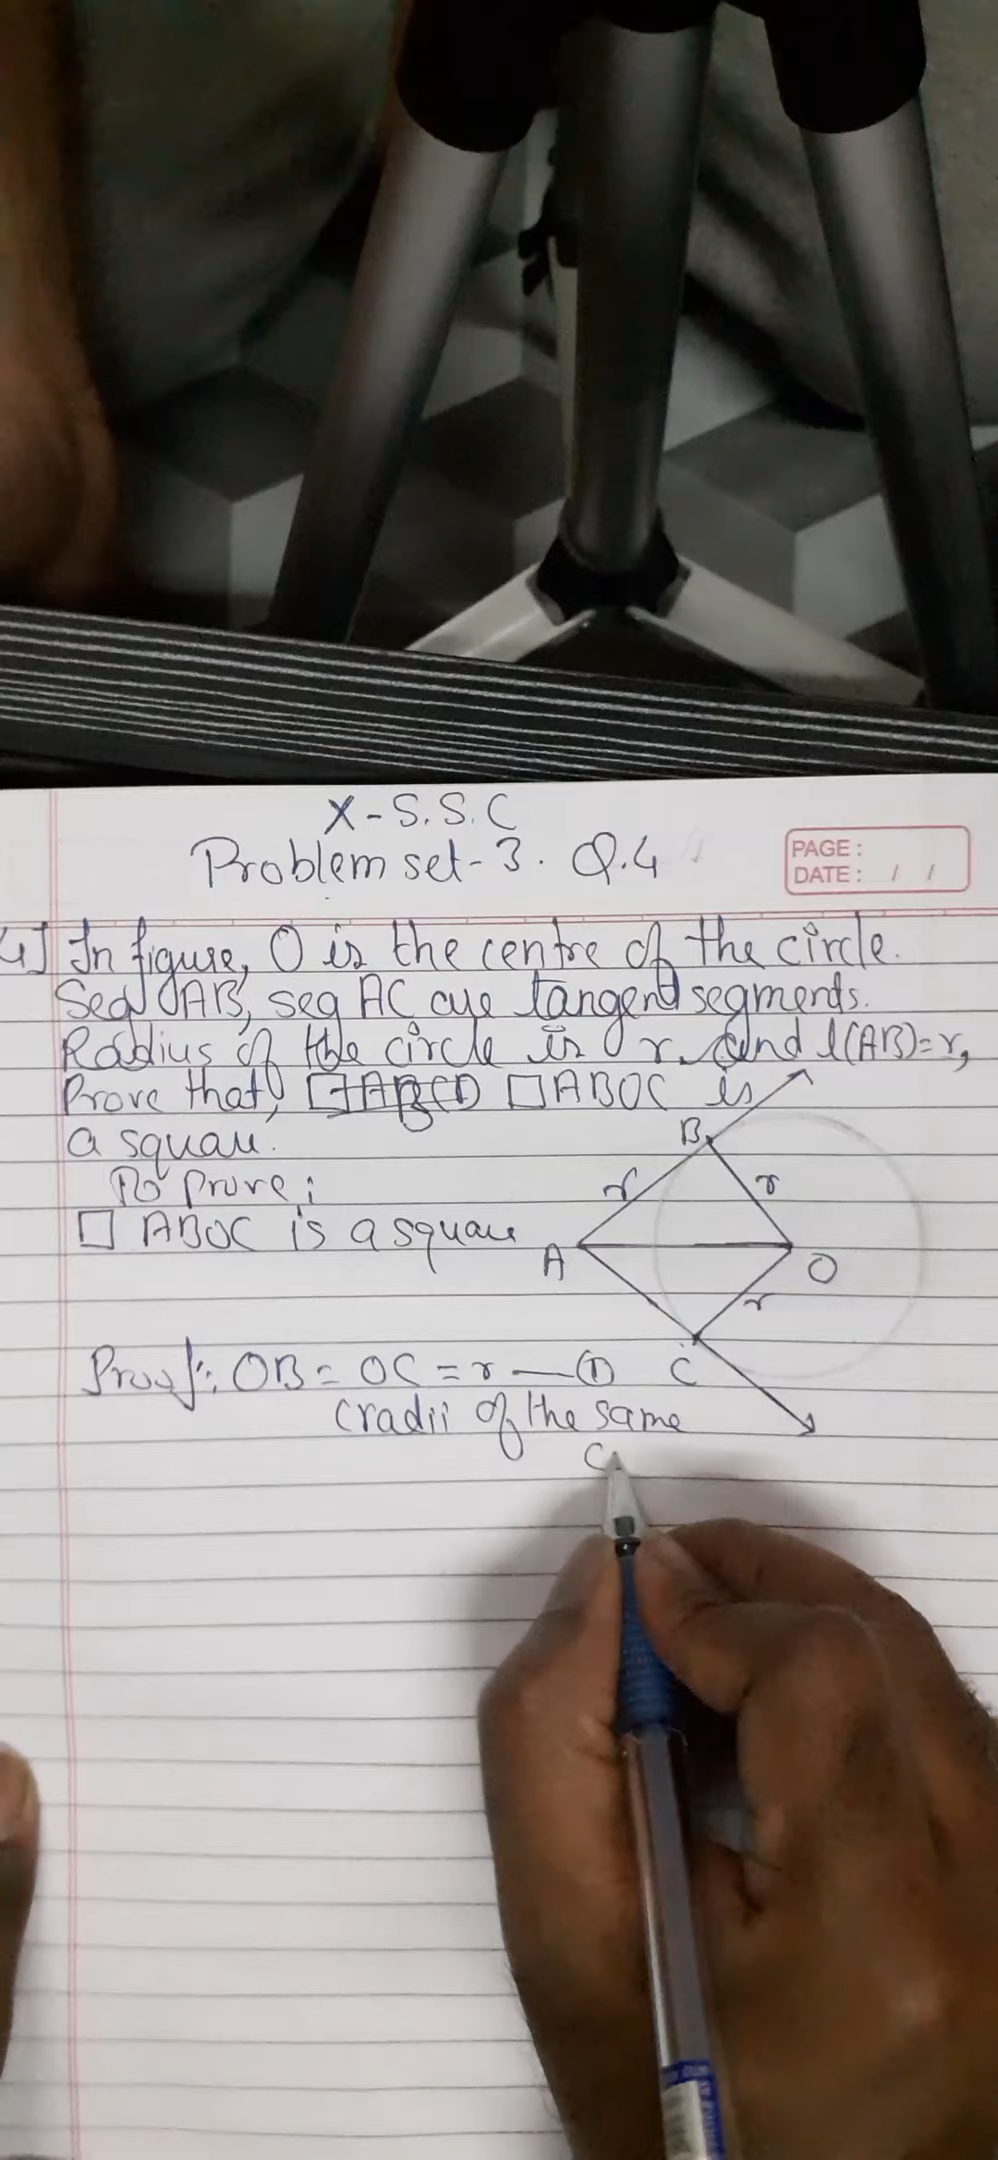 X - S.S.C
Problem set - 3. Q.4
PAGE :
DATE : / /
4] In figure, O is the centre of the circle.
Seg AB, seg AC are tangent segments.
Radius of the circle is r and l(AB)=r,
Prove that, □ABCD □ABOC is
a square.
To prove:
□ ABOC is a square
B
r
r
A
O
r
Proof: OB = OC = r — ①
C
(radii of the same
c